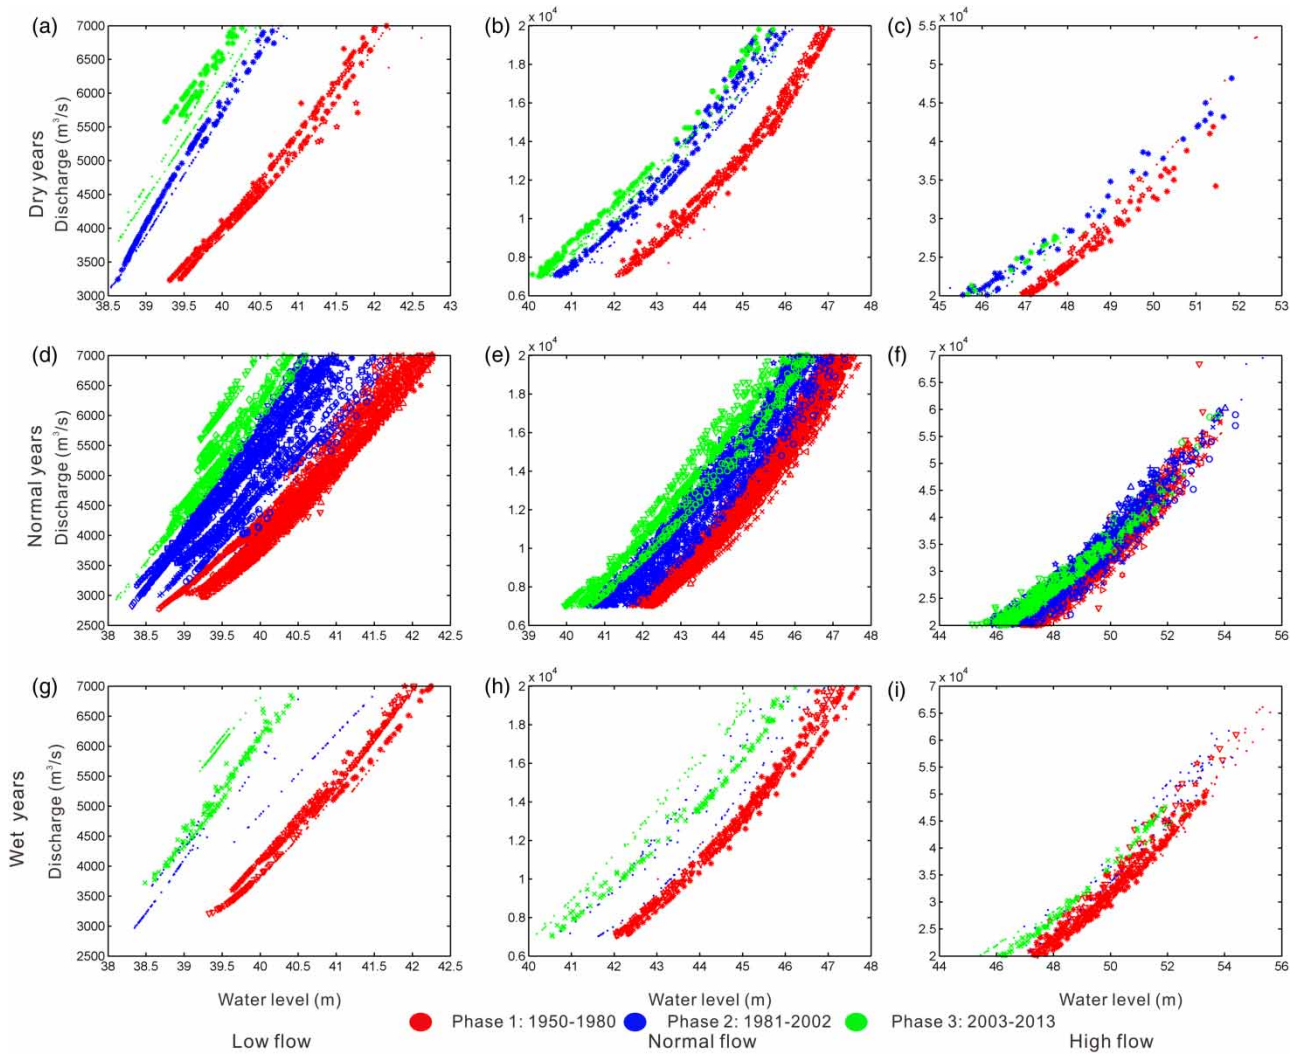 (a)
7000
6500
6000
5500
5000
4500
4000
3500
3000
38.5 39 39.5 40 40.5 41 41.5 42 42.5 43
Dry years
Discharge (m³/s)
(b)
x 10⁴
2
1.8
1.6
1.4
1.2
1
0.8
0.6
40 41 42 43 44 45 46 47 48
(c)
x 10⁴
5.5
5
4.5
4
3.5
3
2.5
2
45 46 47 48 49 50 51 52 53
(d)
7000
6500
6000
5500
5000
4500
4000
3500
3000
2500
38 38.5 39 39.5 40 40.5 41 41.5 42 42.5
Normal years
Discharge (m³/s)
(e)
x 10⁴
2
1.8
1.6
1.4
1.2
1
0.8
0.6
39 40 41 42 43 44 45 46 47 48
(f)
x 10⁴
7
6.5
6
5.5
5
4.5
4
3.5
3
2.5
2
44 46 48 50 52 54 56
(g)
7000
6500
6000
5500
5000
4500
4000
3500
3000
2500
38 38.5 39 39.5 40 40.5 41 41.5 42 42.5
Wet years
Discharge (m³/s)
(h)
x 10⁴
2
1.8
1.6
1.4
1.2
1
0.8
0.6
40 41 42 43 44 45 46 47 48
(i)
x 10⁴
7
6.5
6
5.5
5
4.5
4
3.5
3
2.5
2
44 46 48 50 52 54 56
Water level (m) Water level (m) Water level (m)
Phase 1: 1950-1980 Phase 2: 1981-2002 Phase 3: 2003-2013
Low flow Normal flow High flow